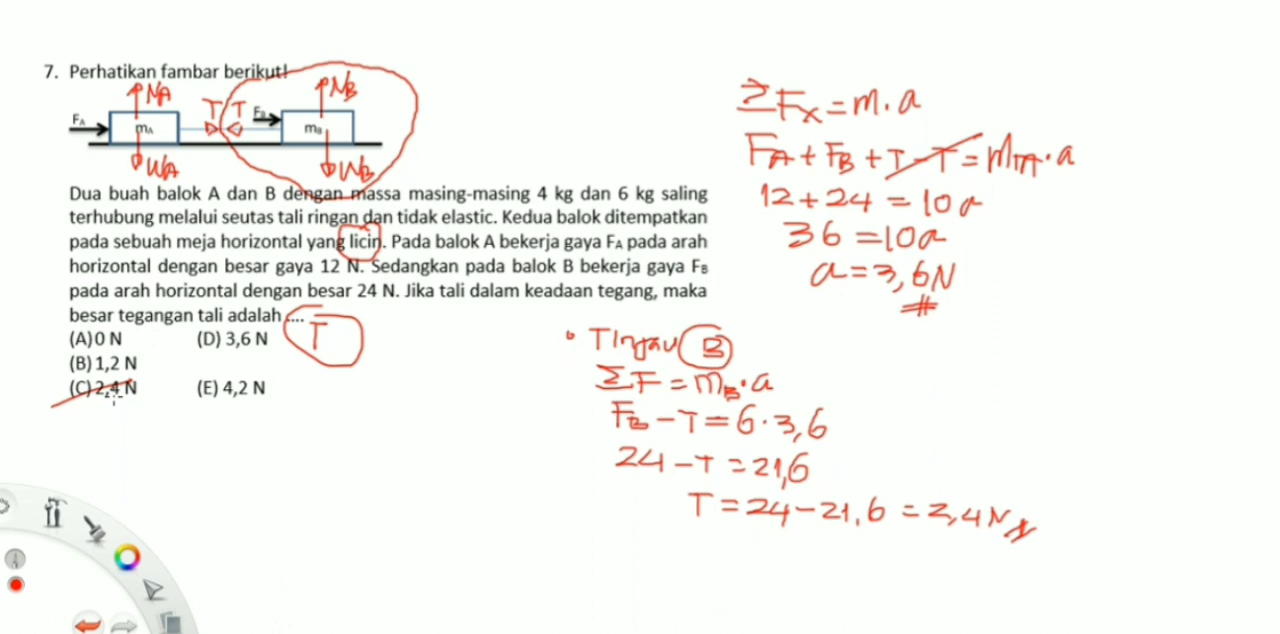 7. Perhatikan fambar berikut!
NA
NB
T T
FA
FB
mA
mB
WA
WB
Dua buah balok A dan B dengan massa masing-masing 4 kg dan 6 kg saling
terhubung melalui seutas tali ringan dan tidak elastic. Kedua balok ditempatkan
pada sebuah meja horizontal yang licin. Pada balok A bekerja gaya FA pada arah
horizontal dengan besar gaya 12 N. Sedangkan pada balok B bekerja gaya FB
pada arah horizontal dengan besar 24 N. Jika tali dalam keadaan tegang, maka
besar tegangan tali adalah ....
T
(A) 0 N (D) 3,6 N
(B) 1,2 N
(C) 2,4 N (E) 4,2 N
ΣFx = m.a
FA + FB + T - T = mTA.a
12 + 24 = 10a
36 = 10a
a = 3,6N
• TInjau B
ΣF = mB.a
FB - T = 6.3,6
24 - T = 21,6
T = 24 - 21,6 = 2,4N